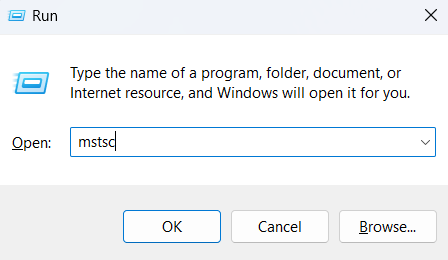 Run
Type the name of a program, folder, document, or
Internet resource, and Windows will open it for you.
Open: mstsc
OK Cancel Browse...